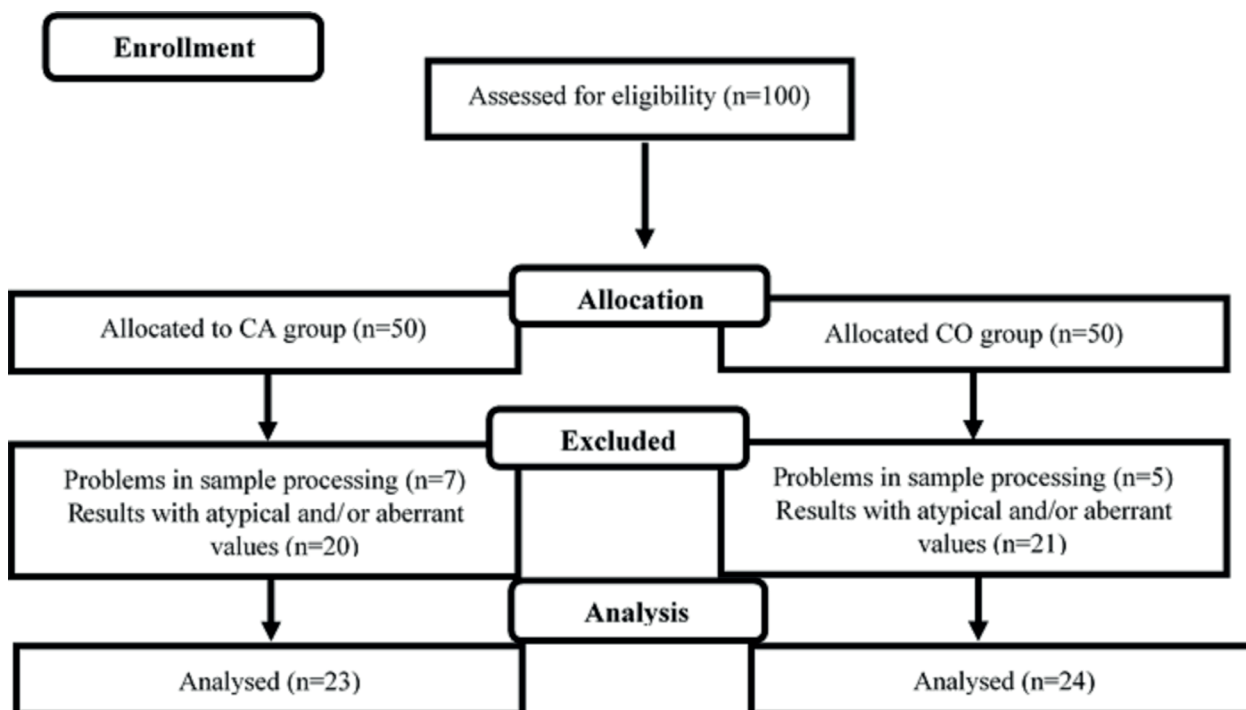 Enrollment
Assessed for eligibility (n=100)
Allocation
Allocated to CA group (n=50)
Allocated CO group (n=50)
Excluded
Problems in sample processing (n=7)
Results with atypical and/or aberrant
values (n=20)
Problems in sample processing (n=5)
Results with atypical and/or aberrant
values (n=21)
Analysis
Analysed (n=23)
Analysed (n=24)